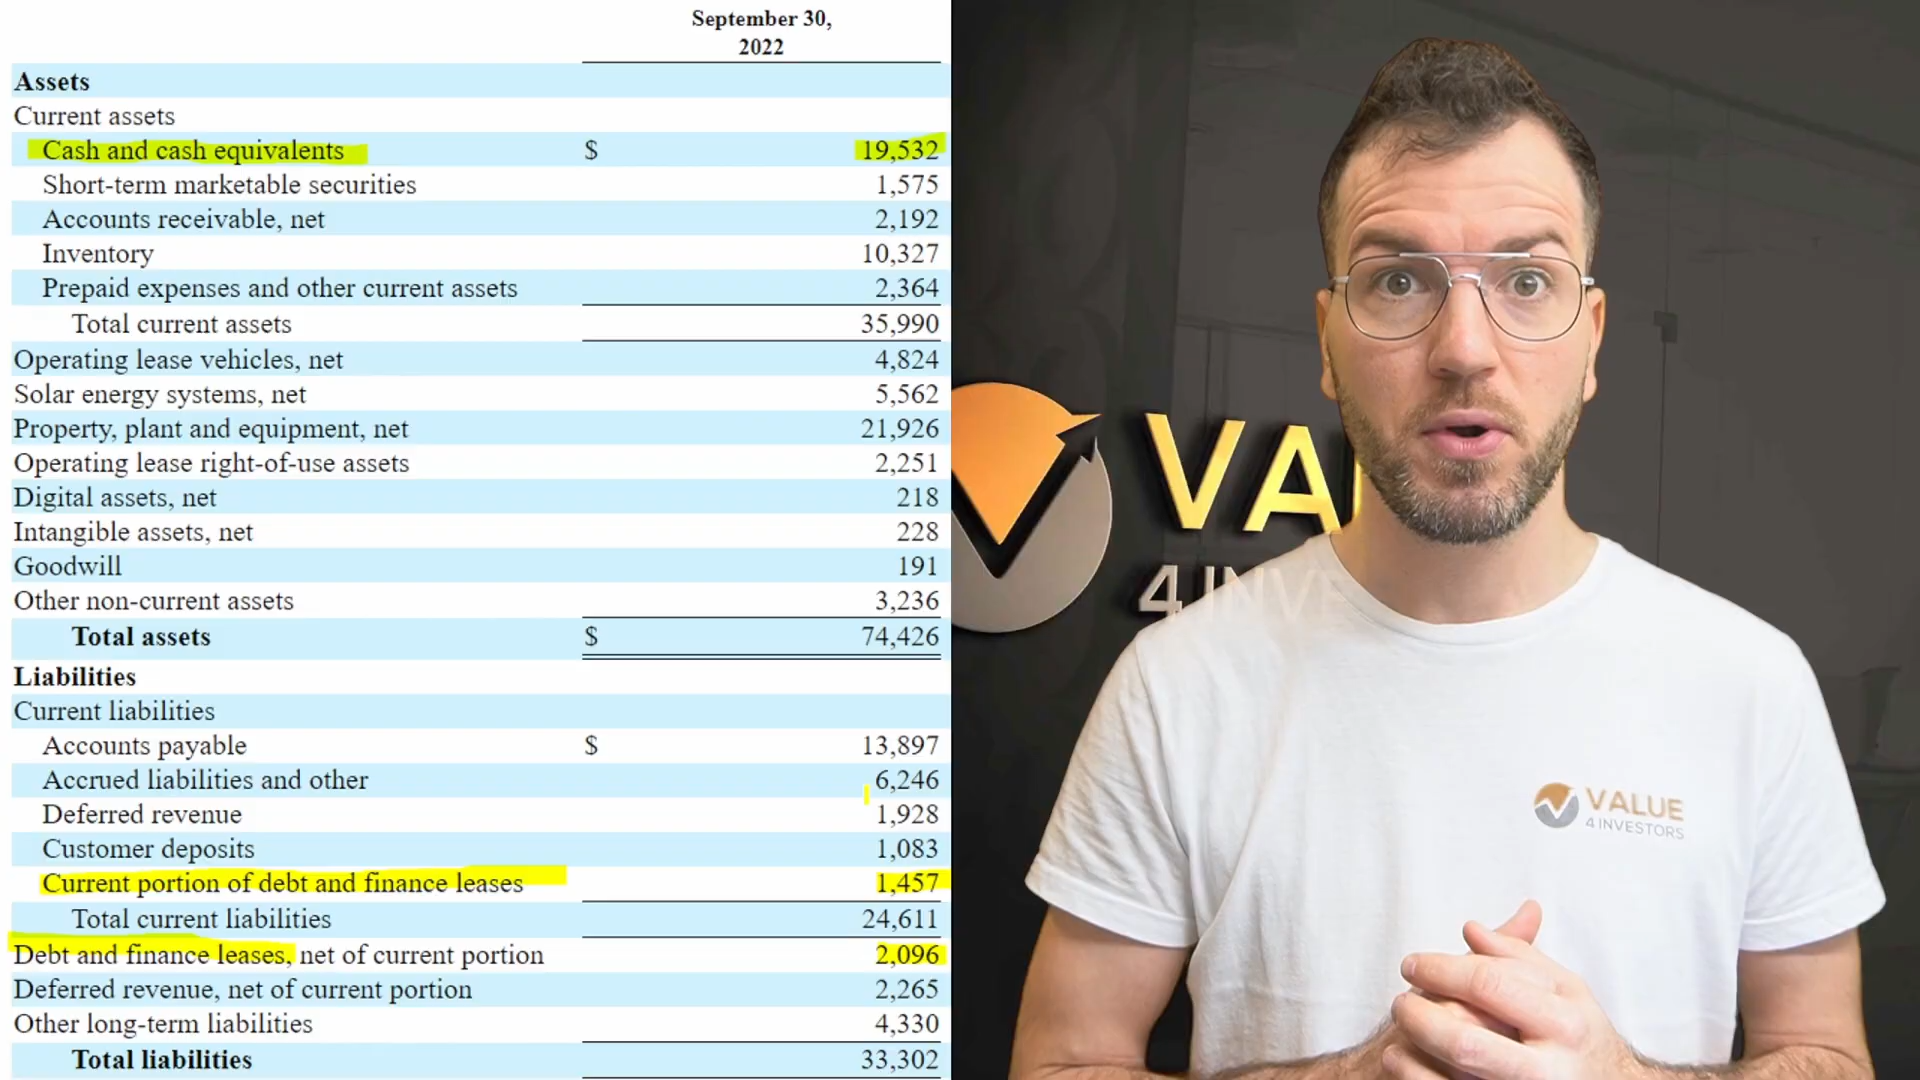 September 30,
2022
Assets
Current assets
Cash and cash equivalents $ 19,532
Short-term marketable securities 1,575
Accounts receivable, net 2,192
Inventory 10,327
Prepaid expenses and other current assets 2,364
Total current assets 35,990
Operating lease vehicles, net 4,824
Solar energy systems, net 5,562
Property, plant and equipment, net 21,926
Operating lease right-of-use assets 2,251
Digital assets, net 218
Intangible assets, net 228
Goodwill 191
Other non-current assets 3,236
Total assets $ 74,426
Liabilities
Current liabilities
Accounts payable $ 13,897
Accrued liabilities and other 6,246
Deferred revenue 1,928
Customer deposits 1,083
Current portion of debt and finance leases 1,457
Total current liabilities 24,611
Debt and finance leases, net of current portion 2,096
Deferred revenue, net of current portion 2,265
Other long-term liabilities 4,330
Total liabilities 33,302
VA
4 INVE
VALUE
4 INVESTORS